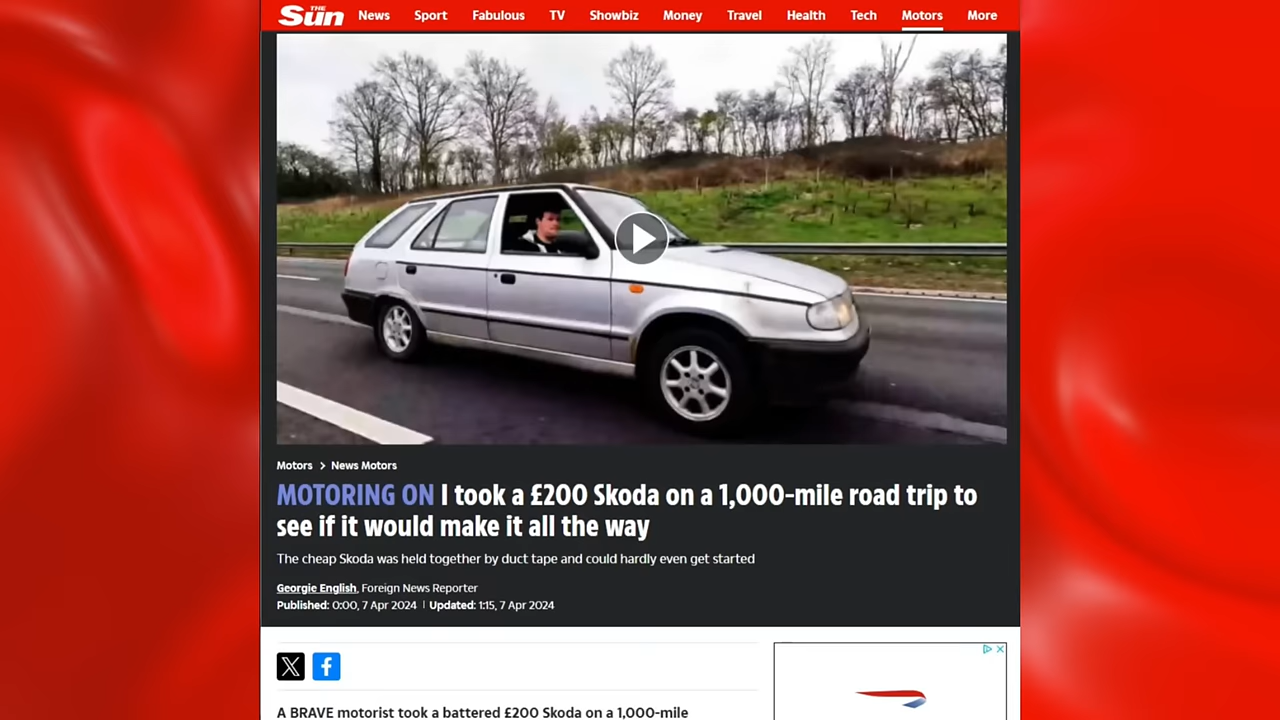 THE Sun News Sport Fabulous TV Showbiz Money Travel Health Tech Motors More
Motors > News Motors
MOTORING ON I took a £200 Skoda on a 1,000-mile road trip to
see if it would make it all the way
The cheap Skoda was held together by duct tape and could hardly even get started
Georgie English, Foreign News Reporter
Published: 0:00, 7 Apr 2024 | Updated: 1:15, 7 Apr 2024
A BRAVE motorist took a battered £200 Skoda on a 1,000-mile